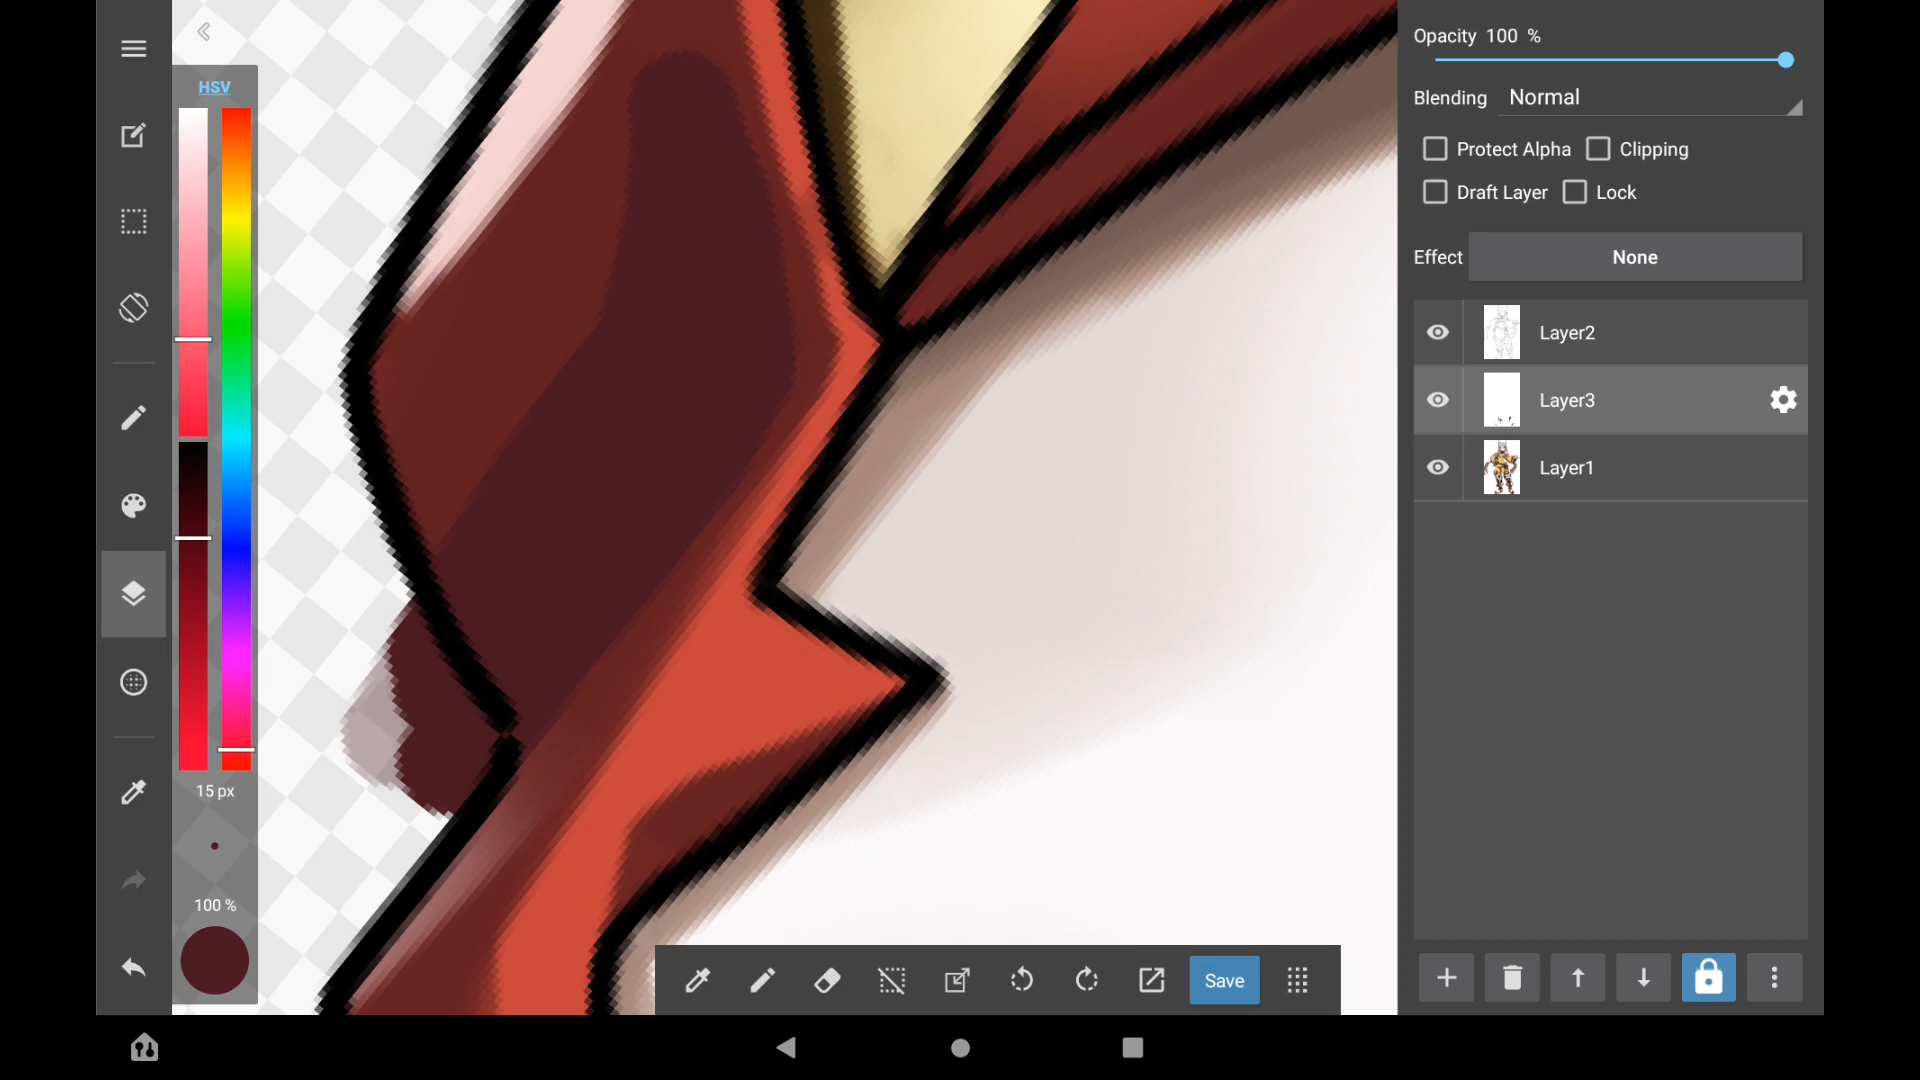 HSV
15 px
100 %
Save
Opacity 100 %
Blending Normal
Protect Alpha Clipping
Draft Layer Lock
Effect None
Layer2
Layer3
Layer1